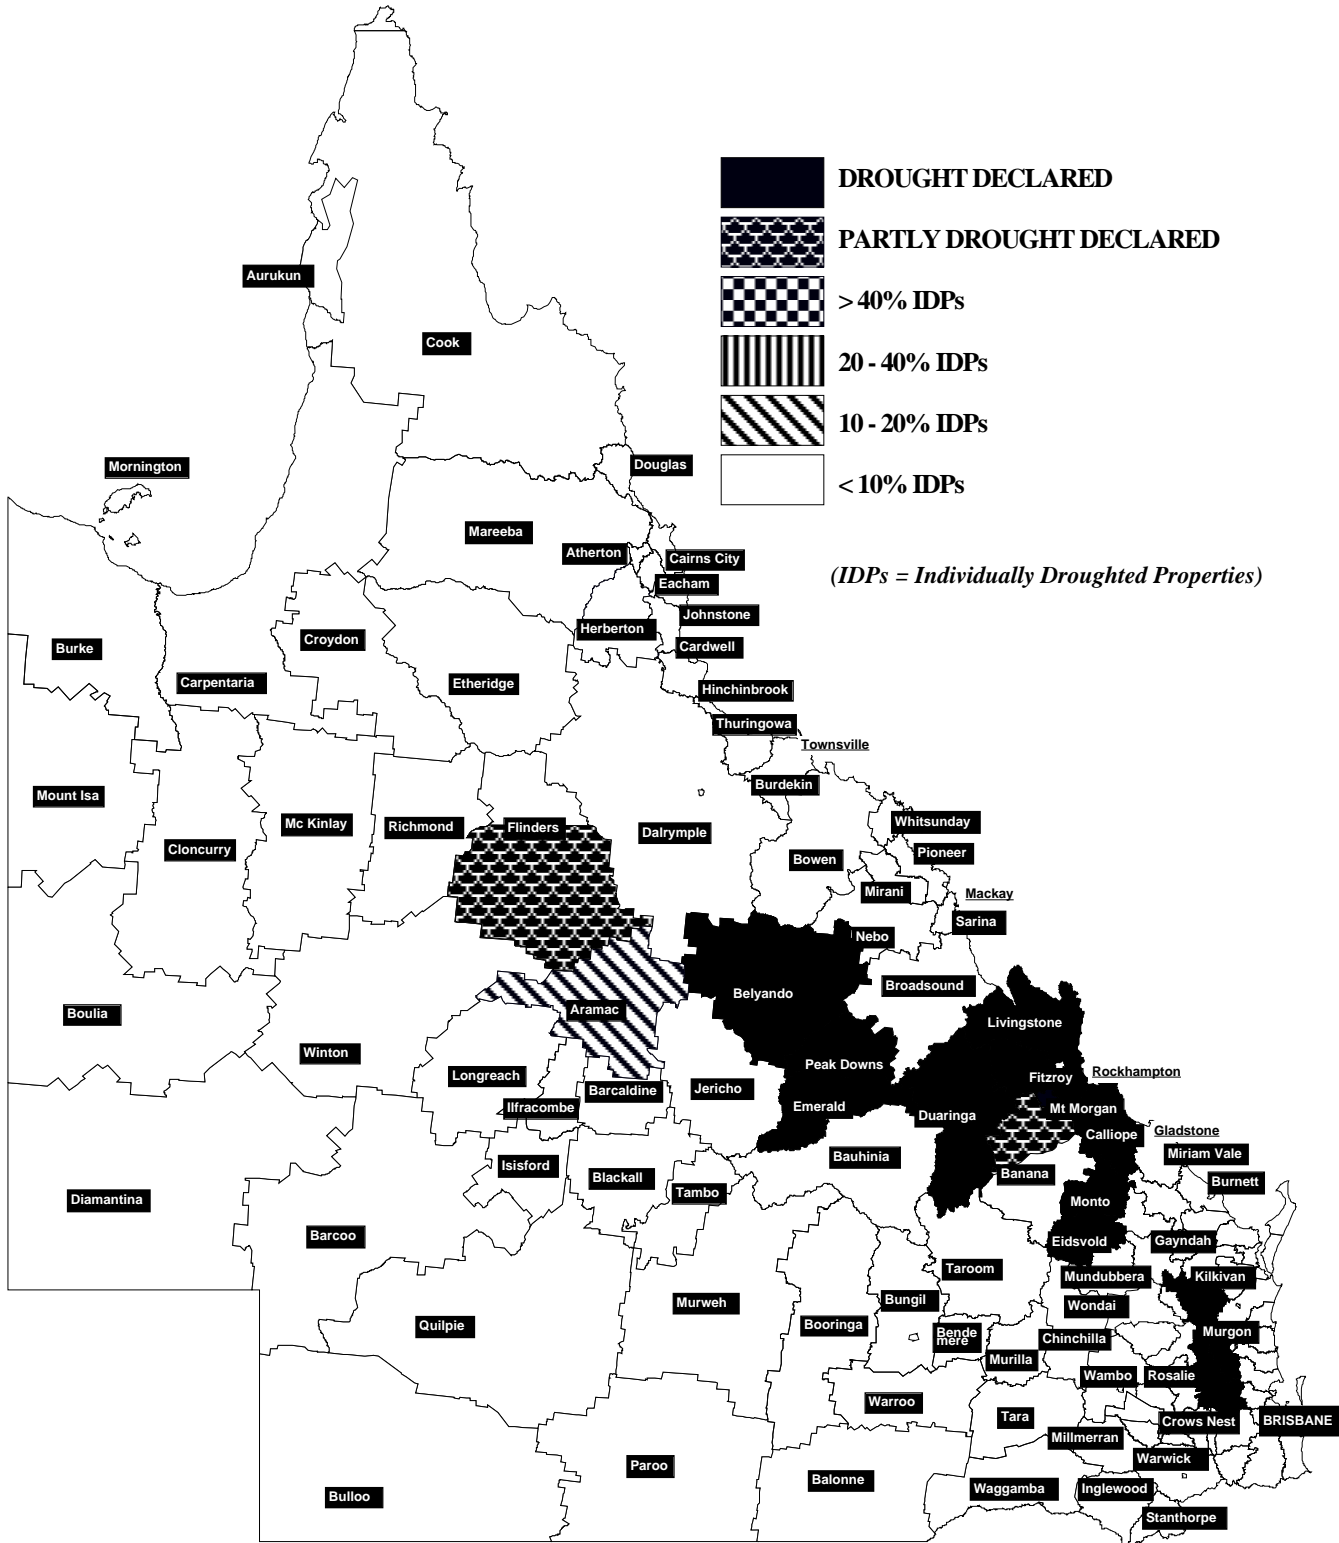 DROUGHT DECLARED
PARTLY DROUGHT DECLARED
> 40% IDPs
20 - 40% IDPs
10 - 20% IDPs
< 10% IDPs
(IDPs = Individually Droughted Properties)
Aurukun
Cook
Mornington
Douglas
Mareeba
Atherton
Cairns City
Eacham
Johnstone
Herberton
Croydon
Burke
Cardwell
Carpentaria
Etheridge
Hinchinbrook
Thuringowa
Townsville
Burdekin
Mount Isa
Mc Kinlay
Richmond
Flinders
Whitsunday
Dalrymple
Cloncurry
Pioneer
Bowen
Mirani
Mackay
Sarina
Nebo
Broadsound
Belyando
Aramac
Boulia
Livingstone
Winton
Peak Downs
Longreach
Barcaldine
Jericho
Fitzroy
Rockhampton
Ilfracombe
Emerald
Mt Morgan
Duaringa
Calliope
Gladstone
Miriam Vale
Bauhinia
Isisford
Blackall
Banana
Burnett
Tambo
Diamantina
Monto
Barcoo
Eidsvold
Gayndah
Taroom
Mundubbera
Kilkivan
Murweh
Bungil
Wondai
Quilpie
Booringa
Bende
mere
Chinchilla
Murgon
Murilla
Wambo
Rosalie
Warroo
Tara
Crows Nest
BRISBANE
Millmerran
Warwick
Paroo
Balonne
Waggamba
Inglewood
Bulloo
Stanthorpe